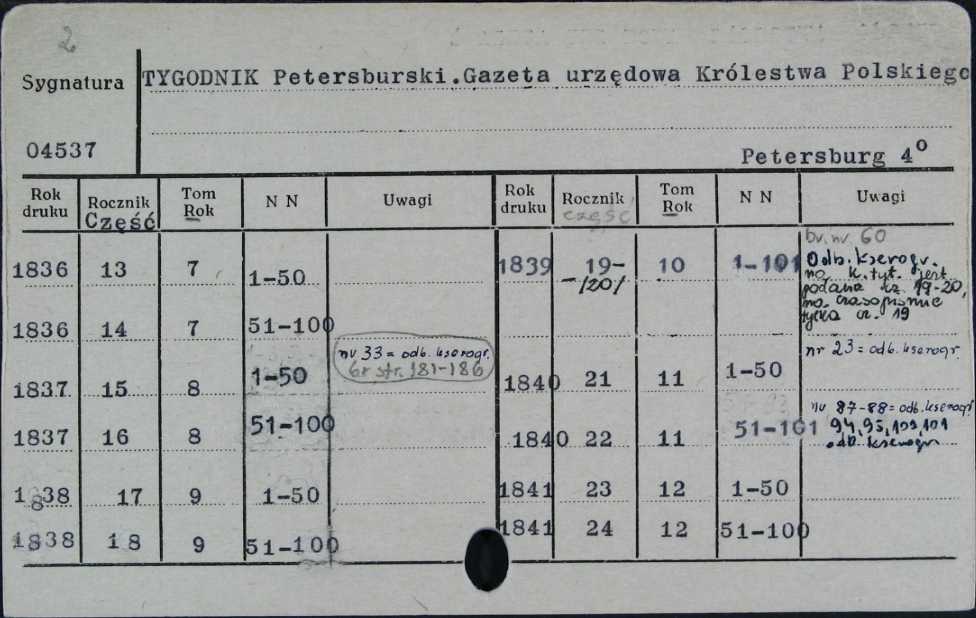 2
Sygnatura
TYGODNIK Petersburski.Gazeta urzędowa Królestwa Polskiego
04537
Petersburg 4o
Rok druku Rocznik Część Tom Rok N N Uwagi Rok druku Rocznik część Tom Rok N N Uwagi
1836 13 7 1-50
1836 14 7 51-100
1837 15 8 1-50 nr 33 = odb. kserogr. br str. 181-186
1837 16 8 51-100
1838 17 9 1-50
1838 18 9 51-100
1839 19- -/20/ 10 1-101 br. nr. 60
Odb. kserogr.
na k. tyt. jest
podana cz. 19-20,
ma czasopismie
tylko cz. 19
1840 21 11 1-50 nr 23 = odb. kserogr.
1840 22 11 51-101 nr 87-88 = odb. kserogr
94, 95, 100, 101
odb. kserogr
1841 23 12 1-50
1841 24 12 51-100